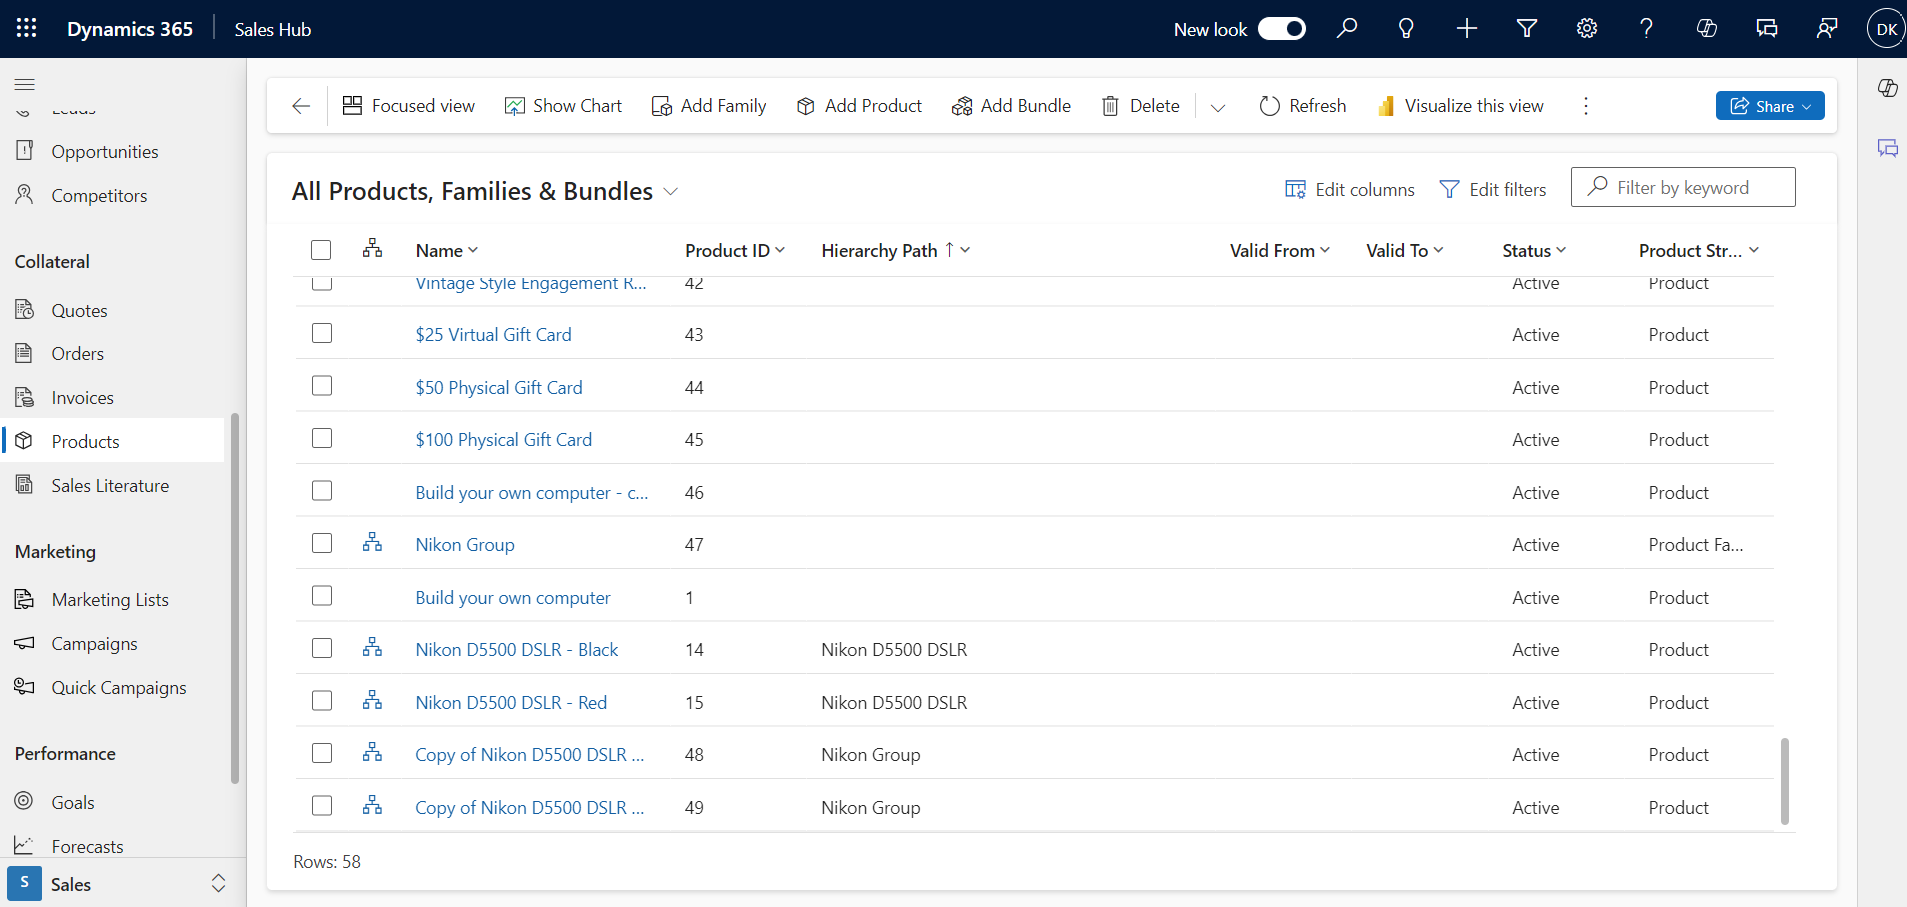 Dynamics 365 Sales Hub New look DK
Leads
Opportunities
Competitors
Collateral
Quotes
Orders
Invoices
Products
Sales Literature
Marketing
Marketing Lists
Campaigns
Quick Campaigns
Performance
Goals
Forecasts
S Sales
Focused view Show Chart Add Family Add Product Add Bundle Delete Refresh Visualize this view Share
All Products, Families & Bundles Edit columns Edit filters Filter by keyword
Name Product ID Hierarchy Path ↑ Valid From Valid To Status Product Str...
Vintage Style Engagement R... 42 Active Product
$25 Virtual Gift Card 43 Active Product
$50 Physical Gift Card 44 Active Product
$100 Physical Gift Card 45 Active Product
Build your own computer - c... 46 Active Product
Nikon Group 47 Active Product Fa...
Build your own computer 1 Active Product
Nikon D5500 DSLR - Black 14 Nikon D5500 DSLR Active Product
Nikon D5500 DSLR - Red 15 Nikon D5500 DSLR Active Product
Copy of Nikon D5500 DSLR ... 48 Nikon Group Active Product
Copy of Nikon D5500 DSLR ... 49 Nikon Group Active Product
Rows: 58